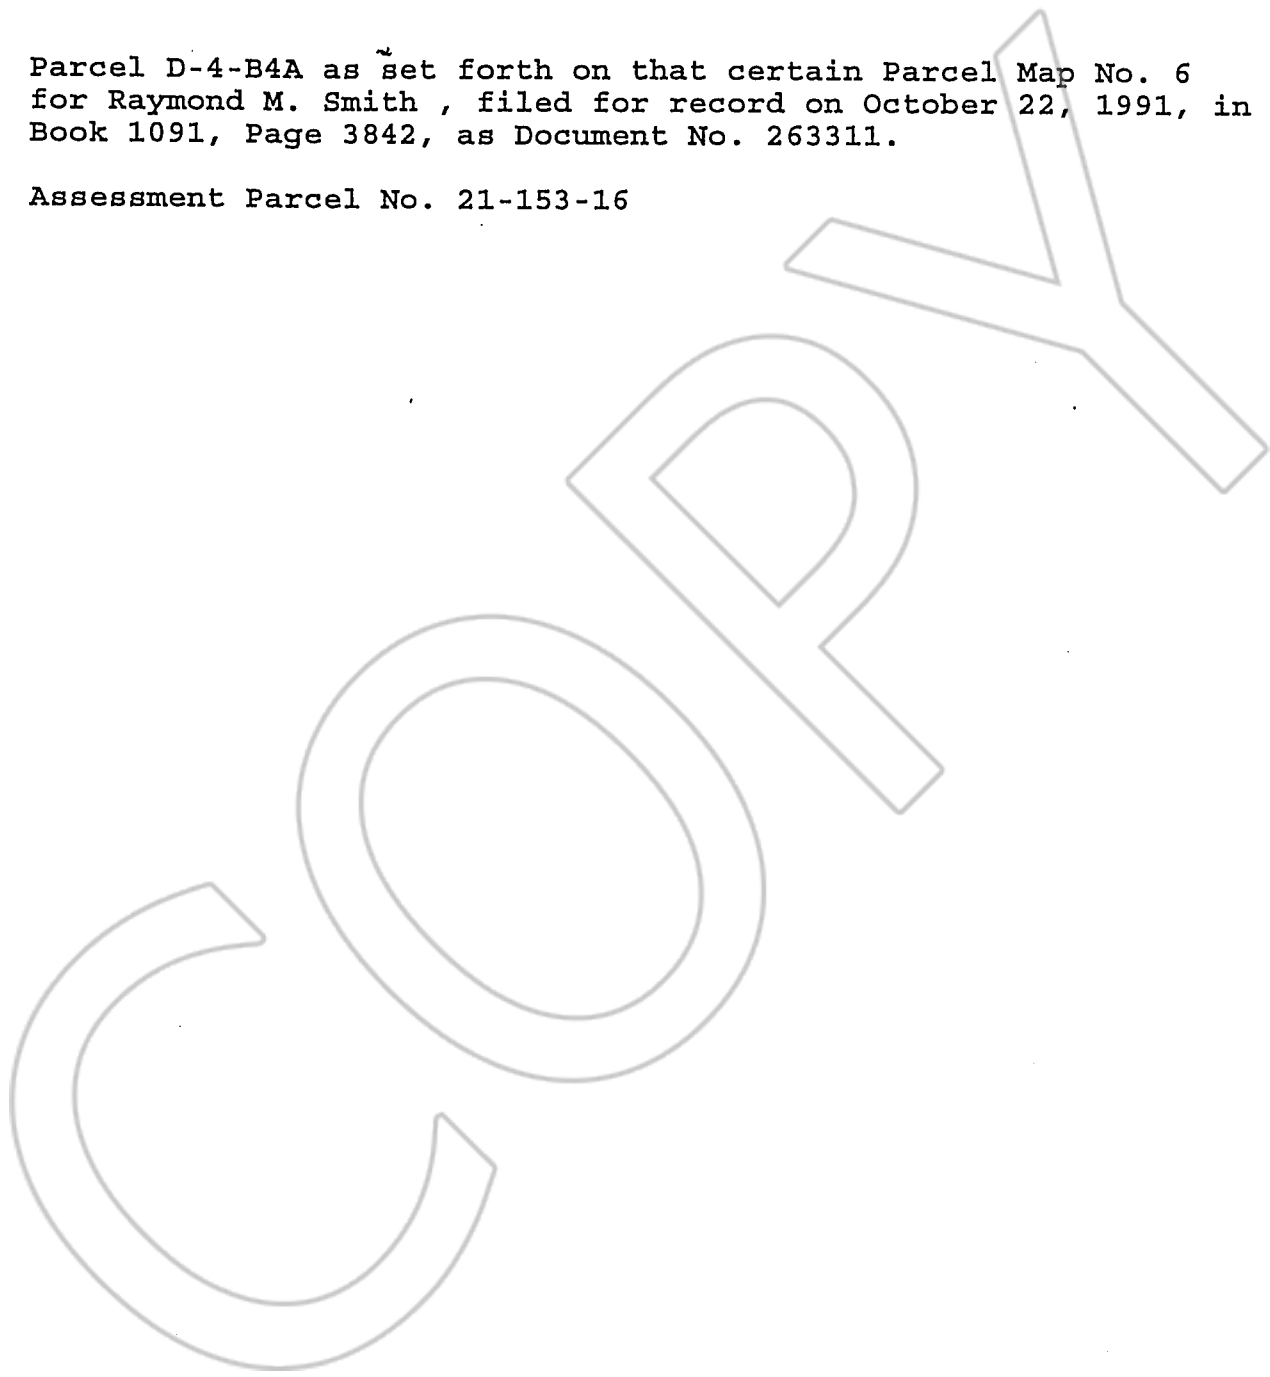 Parcel D-4-B4A as set forth on that certain Parcel Map No. 6
for Raymond M. Smith , filed for record on October 22, 1991, in
Book 1091, Page 3842, as Document No. 263311.
Assessment Parcel No. 21-153-16
COPY